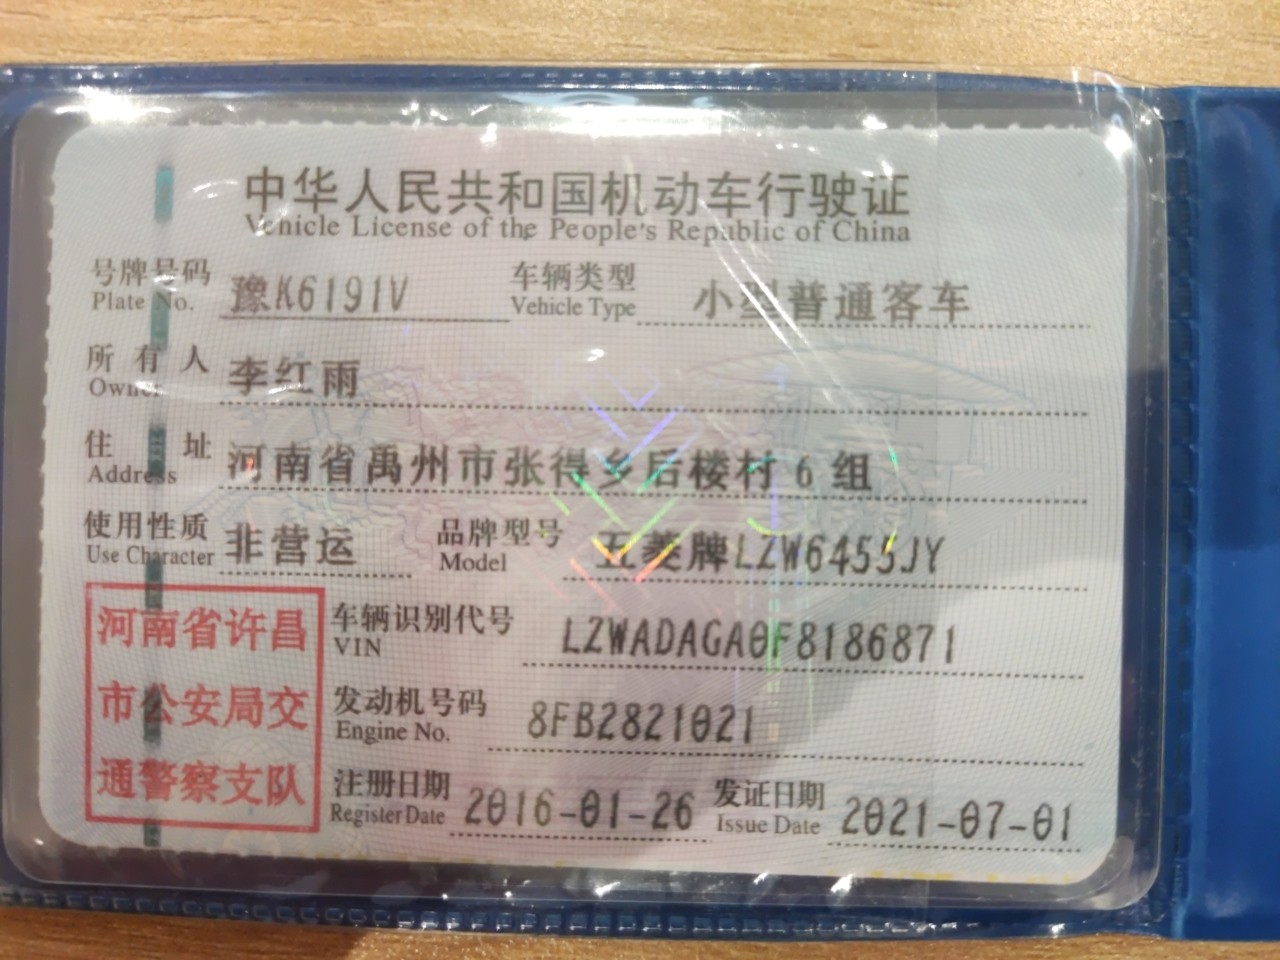 中华人民共和国机动车行驶证
Vehicle License of the People's Republic of China
号牌号码 豫K6191V 车辆类型 小型普通客车
Plate No. Vehicle Type
所有人 李红雨
Owner
住址 河南省禹州市张得乡后楼村6组
Address
使用性质 非营运 品牌型号 五菱牌LZW6455JY
Use Character Model
河南省许昌
市公安局交
通警察支队
车辆识别代号 LZWADAGA0F8186871
VIN
发动机号码 8FB2821021
Engine No.
注册日期 2016-01-26 发证日期 2021-07-01
Register Date Issue Date